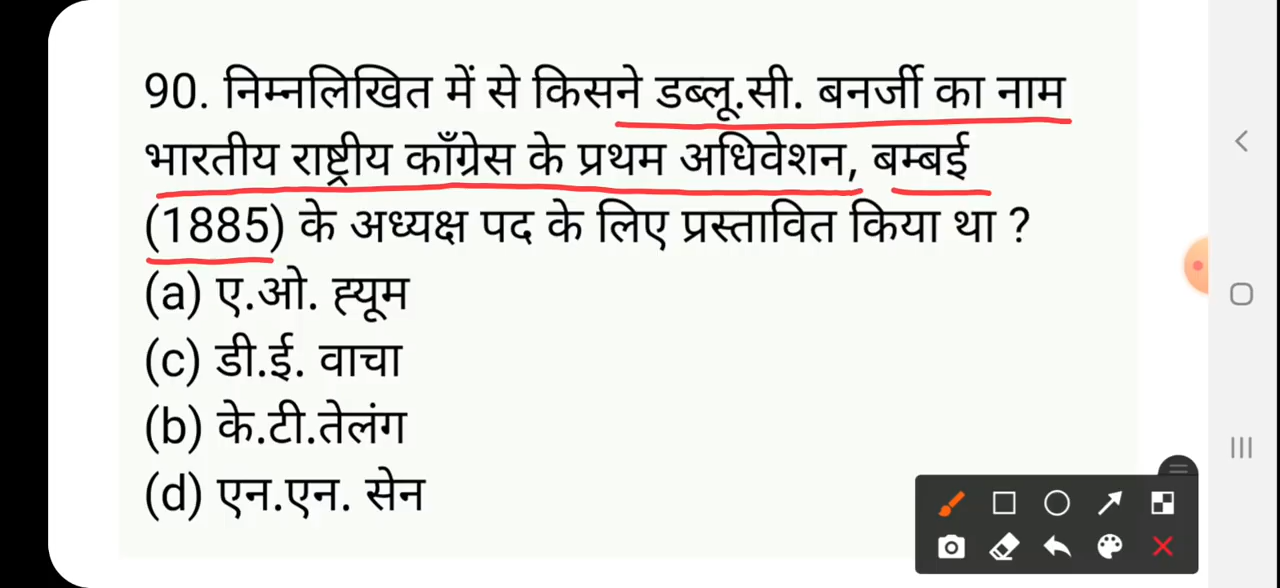 90. निम्नलिखित में से किसने डब्लू.सी. बनर्जी का नाम
भारतीय राष्ट्रीय काँग्रेस के प्रथम अधिवेशन, बम्बई
(1885) के अध्यक्ष पद के लिए प्रस्तावित किया था ?
(a) ए.ओ. ह्यूम
(c) डी.ई. वाचा
(b) के.टी.तेलंग
(d) एन.एन. सेन